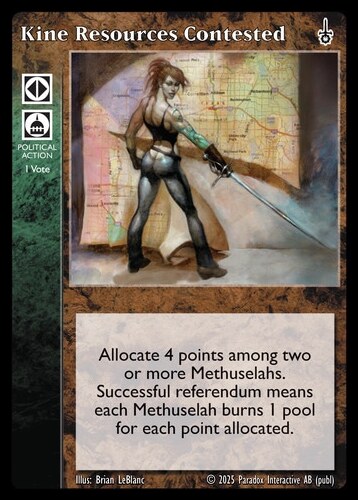 Kine Resources Contested
POLITICAL
ACTION
1 Vote
Allocate 4 points among two
or more Methuselahs.
Successful referendum means
each Methuselah burns 1 pool
for each point allocated.
Illus: Brian LeBlanc © 2025 Paradox Interactive AB (publ)